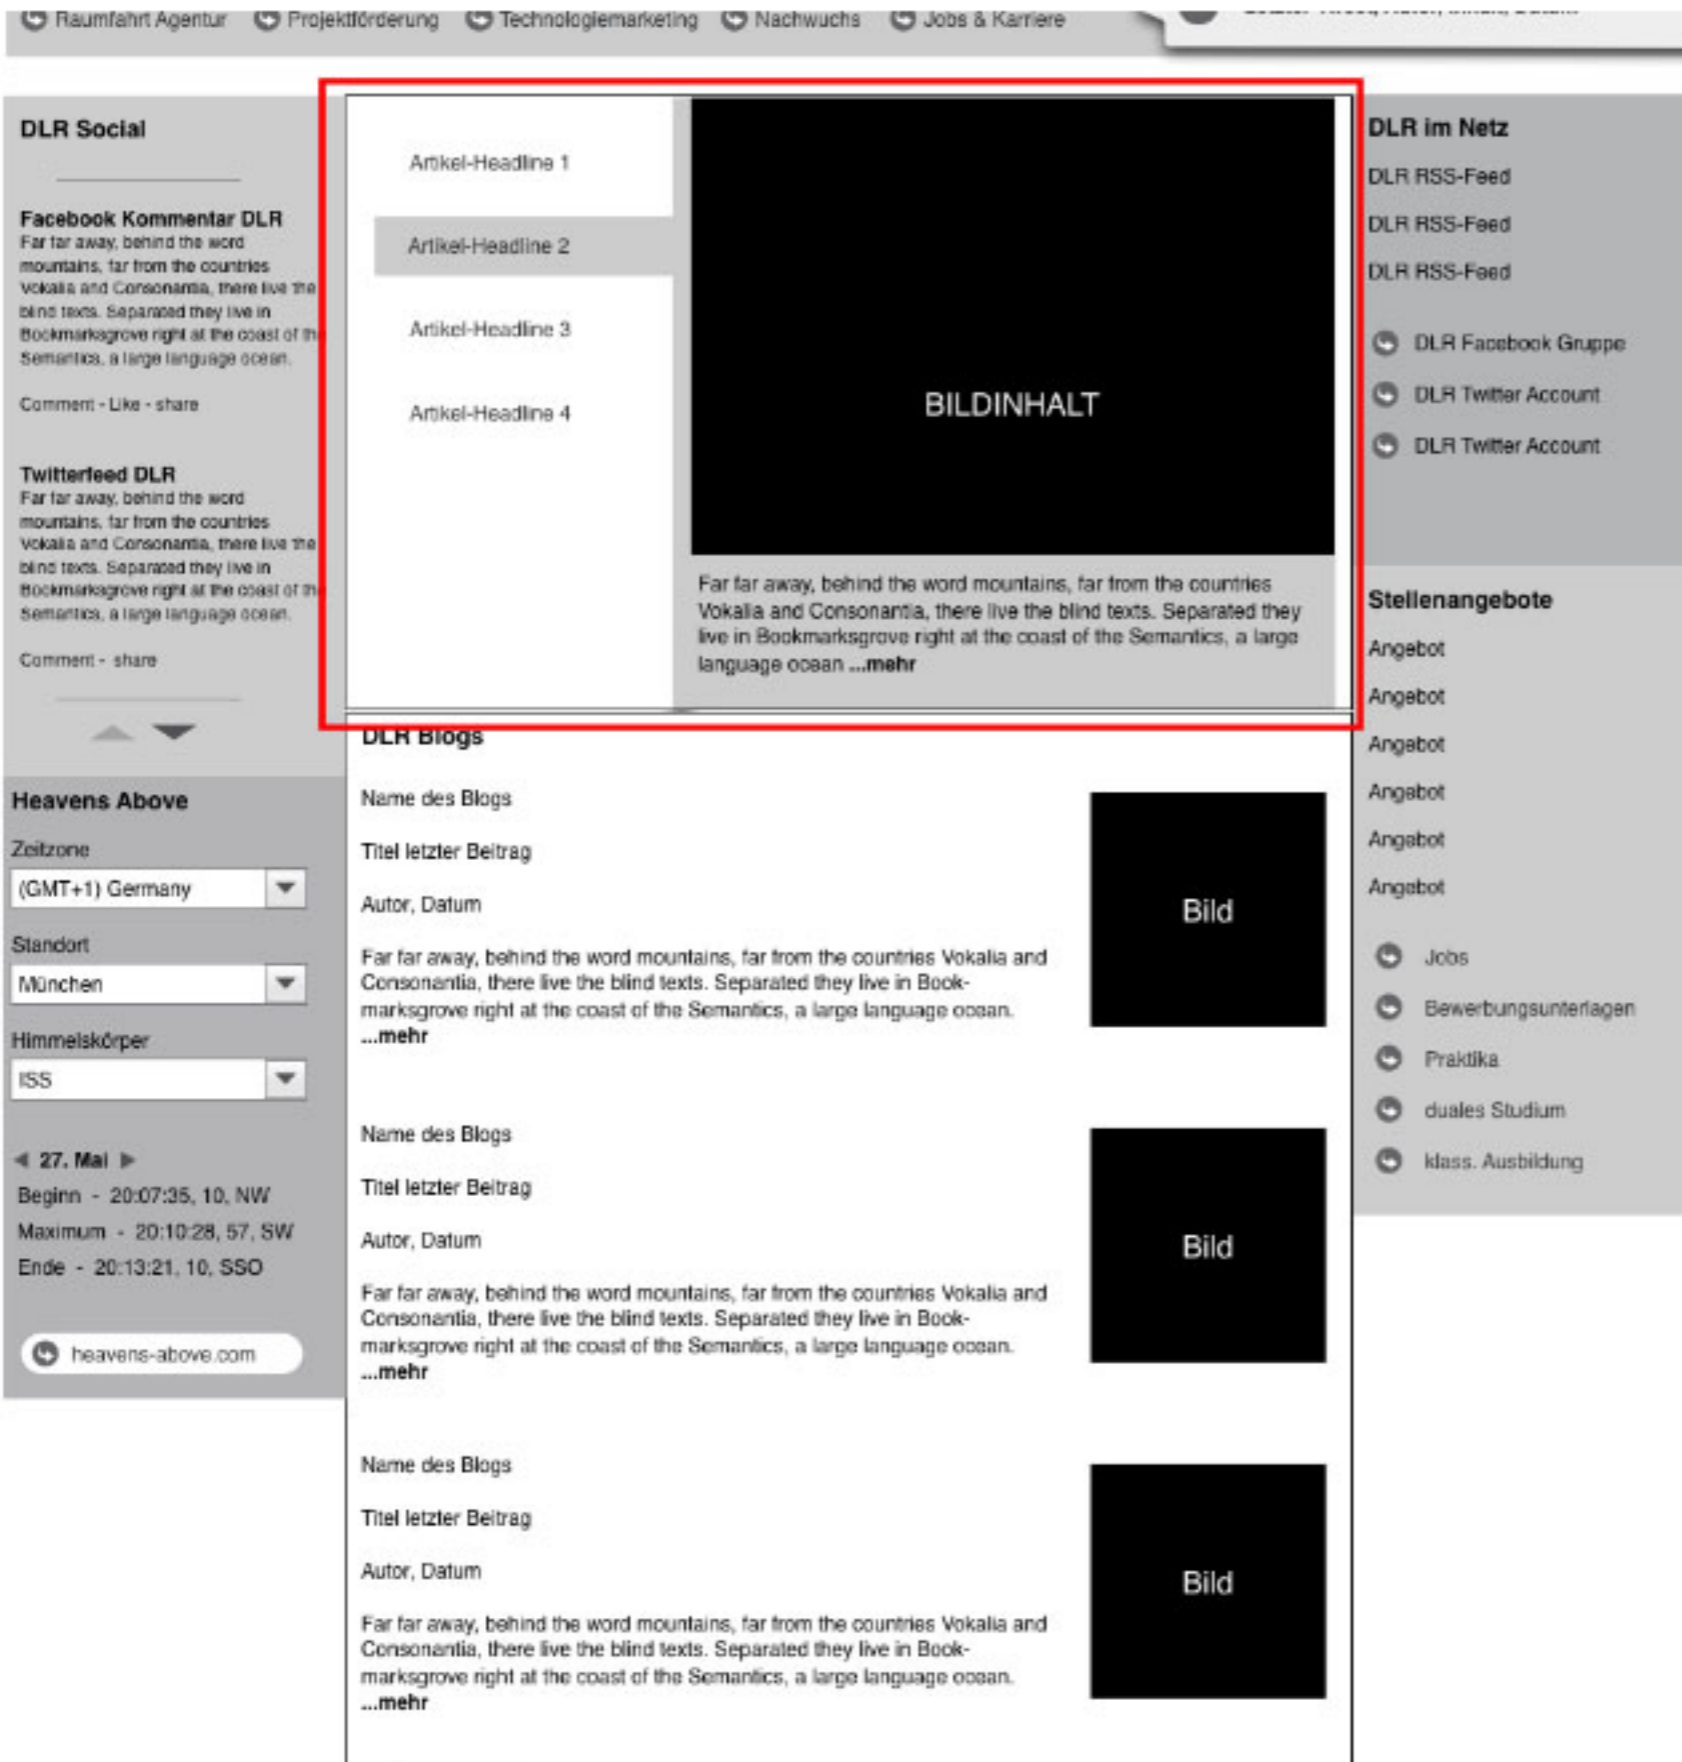 Raumfahrt Agentur Projektförderung Technologiemarketing Nachwuchs Jobs & Karriere
DLR Social
Facebook Kommentar DLR
Far far away, behind the word
mountains, far from the countries
Vokalia and Consonantia, there live the
blind texts. Separated they live in
Bookmarksgrove right at the coast of the
Semantics, a large language ocean.
Comment - Like - share
Twitterfeed DLR
Far far away, behind the word
mountains, far from the countries
Vokalia and Consonantia, there live the
blind texts. Separated they live in
Bookmarksgrove right at the coast of the
Semantics, a large language ocean.
Comment - share
Heavens Above
Zeitzone
(GMT+1) Germany
Standort
München
Himmelskörper
ISS
27. Mai
Beginn - 20:07:35, 10, NW
Maximum - 20:10:28, 57, SW
Ende - 20:13:21, 10, SSO
heavens-above.com
Artikel-Headline 1
Artikel-Headline 2
Artikel-Headline 3
Artikel-Headline 4
BILDINHALT
Far far away, behind the word mountains, far from the countries
Vokalia and Consonantia, there live the blind texts. Separated they
live in Bookmarksgrove right at the coast of the Semantics, a large
language ocean ...mehr
DLR Blogs
Name des Blogs
Titel letzter Beitrag
Autor, Datum
Far far away, behind the word mountains, far from the countries Vokalia and
Consonantia, there live the blind texts. Separated they live in Book-
marksgrove right at the coast of the Semantics, a large language ocean.
...mehr
Bild
Name des Blogs
Titel letzter Beitrag
Autor, Datum
Far far away, behind the word mountains, far from the countries Vokalia and
Consonantia, there live the blind texts. Separated they live in Book-
marksgrove right at the coast of the Semantics, a large language ocean.
...mehr
Bild
Name des Blogs
Titel letzter Beitrag
Autor, Datum
Far far away, behind the word mountains, far from the countries Vokalia and
Consonantia, there live the blind texts. Separated they live in Book-
marksgrove right at the coast of the Semantics, a large language ocean.
...mehr
Bild
DLR im Netz
DLR RSS-Feed
DLR RSS-Feed
DLR RSS-Feed
DLR Facebook Gruppe
DLR Twitter Account
DLR Twitter Account
Stellenangebote
Angebot
Angebot
Angebot
Angebot
Angebot
Angebot
Jobs
Bewerbungsunterlagen
Praktika
duales Studium
klass. Ausbildung